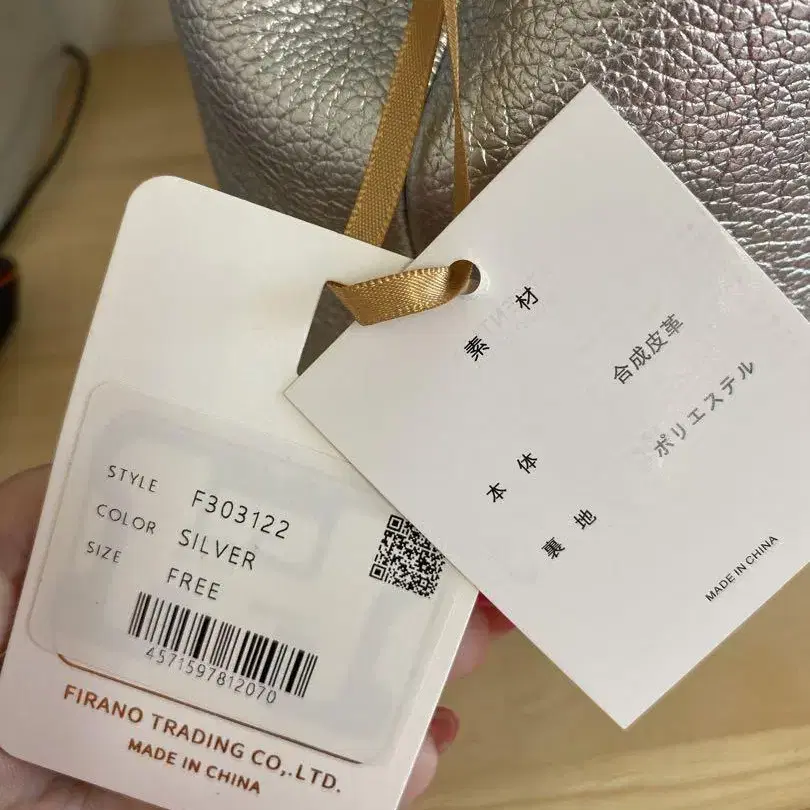 STYLE F303122
COLOR SILVER
SIZE FREE
4571597812070
FIRANO TRADING CO,.LTD.
MADE IN CHINA
素材
本体 合成皮革
裏地 ポリエステル
MADE IN CHINA